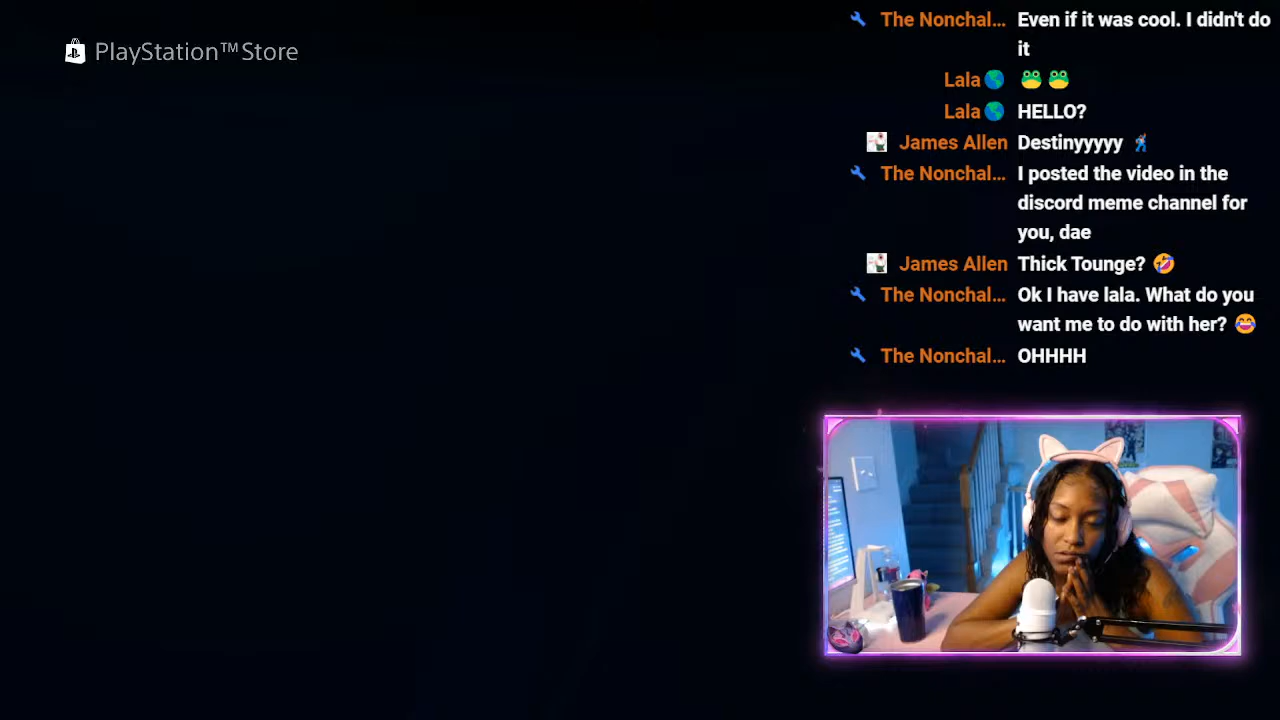 PlayStation™Store
The Nonchal... Even if it was cool. I didn't do
it
Lala🌎 🐸 🐸
Lala🌎 HELLO?
James Allen Destinyyyyy 🕺
The Nonchal... I posted the video in the
discord meme channel for
you, dae
James Allen Thick Tounge? 🤣
The Nonchal... Ok I have lala. What do you
want me to do with her? 😂
The Nonchal... OHHHH